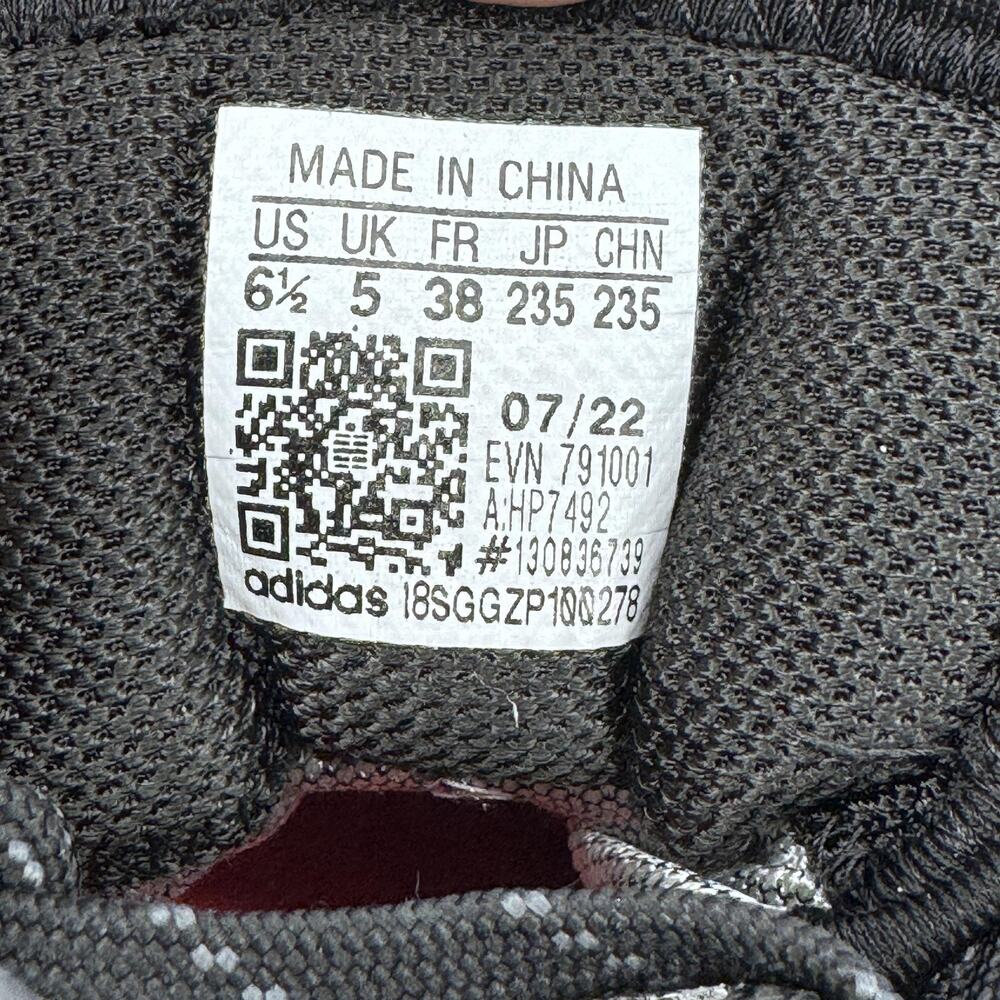 MADE IN CHINA
US UK FR JP CHN
6½ 5 38 235 235
07/22
EVN 791001
A:HP7492
#130836739
adidas 18SGGZP100278